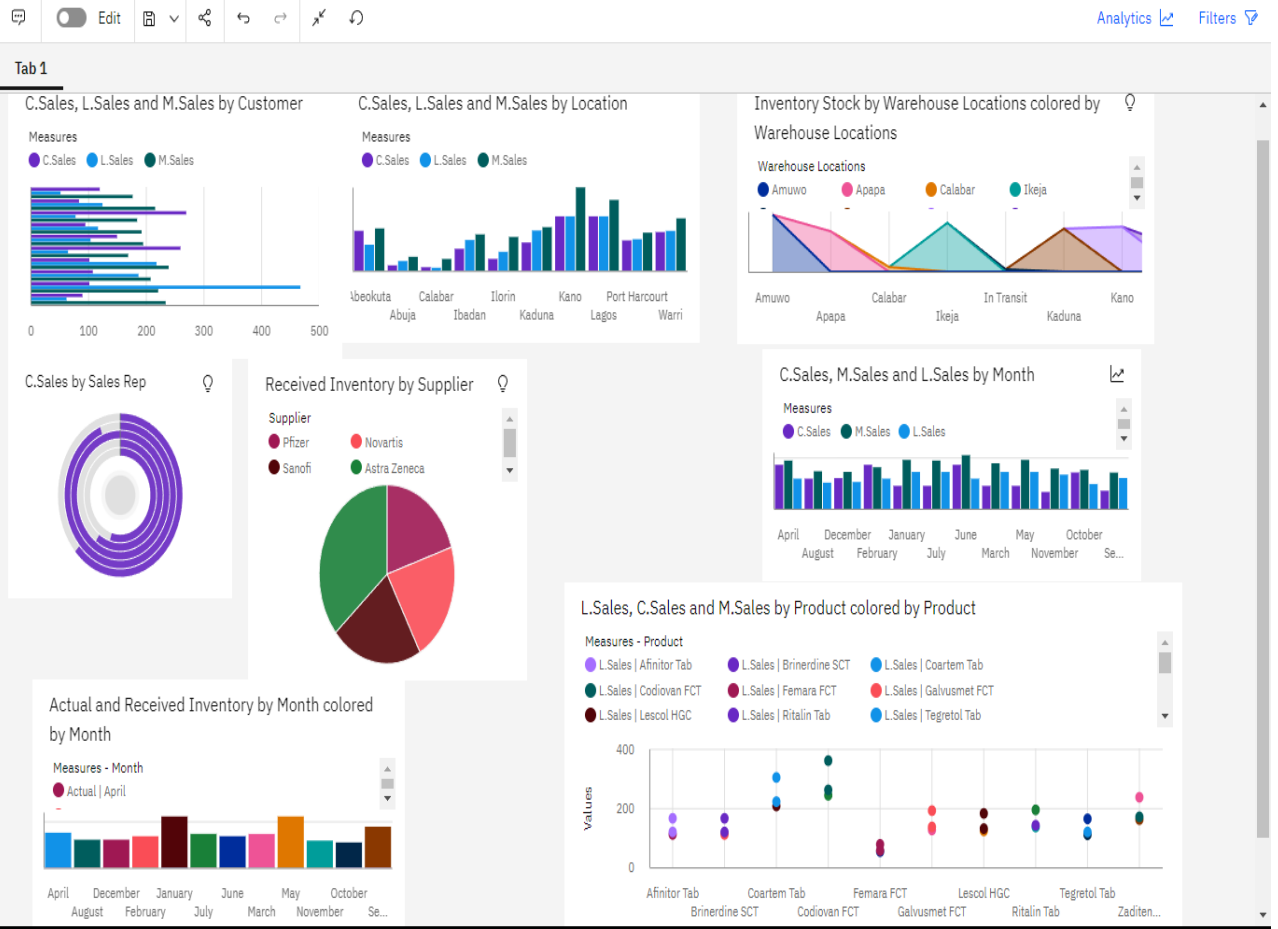 Edit
Analytics
Filters
Tab 1
C.Sales, L.Sales and M.Sales by Customer
Measures
C.Sales L.Sales M.Sales
0 100 200 300 400 500
C.Sales, L.Sales and M.Sales by Location
Measures
C.Sales L.Sales M.Sales
Abeokuta Calabar Ilorin Kano Port Harcourt
Abuja Ibadan Kaduna Lagos Warri
Inventory Stock by Warehouse Locations colored by
Warehouse Locations
Warehouse Locations
Amuwo Apapa Calabar Ikeja
Amuwo Calabar In Transit Kano
Apapa Ikeja Kaduna
C.Sales by Sales Rep
Received Inventory by Supplier
Supplier
Pfizer Novartis
Sanofi Astra Zeneca
C.Sales, M.Sales and L.Sales by Month
Measures
C.Sales M.Sales L.Sales
April December January June May October
August February July March November Se...
L.Sales, C.Sales and M.Sales by Product colored by Product
Measures - Product
L.Sales | Afinitor Tab L.Sales | Brinerdine SCT L.Sales | Coartem Tab
L.Sales | Codiovan FCT L.Sales | Femara FCT L.Sales | Galvusmet FCT
L.Sales | Lescol HGC L.Sales | Ritalin Tab L.Sales | Tegretol Tab
Values
400
200
0
Afinitor Tab Coartem Tab Femara FCT Lescol HGC Tegretol Tab
Brinerdine SCT Codiovan FCT Galvusmet FCT Ritalin Tab Zaditen...
Actual and Received Inventory by Month colored
by Month
Measures - Month
Actual | April
April December January June May October
August February July March November Se...